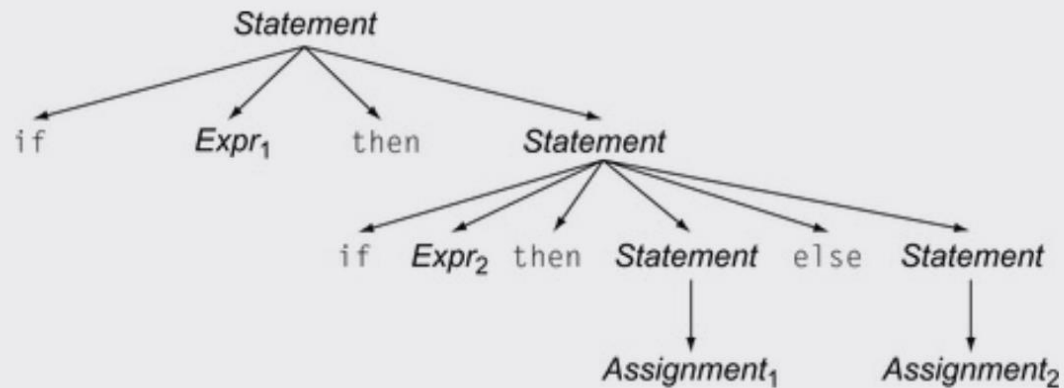 Statement
if Expr₁ then Statement
if Expr₂ then Statement else Statement
Assignment₁ Assignment₂